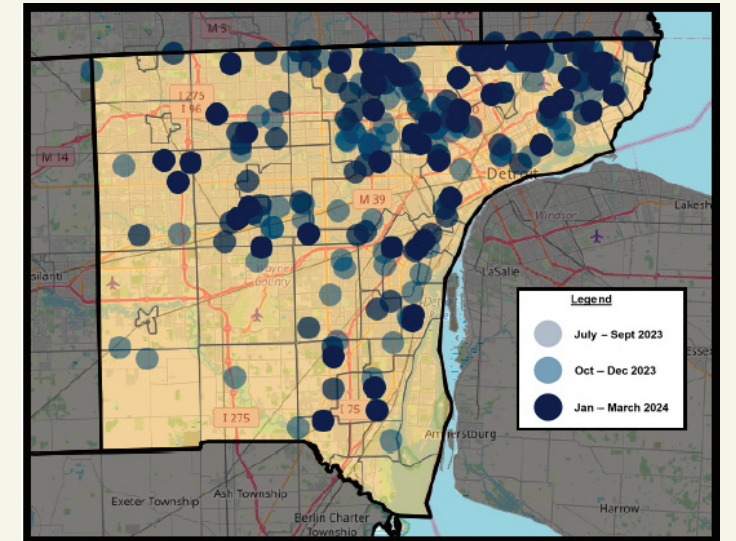 M 5
I 275
I 96
M 14
Detroit
M 39
Windsor
Lakesh
silanti
LaSalle
Wayne
County
Legend
July – Sept 2023
Oct – Dec 2023
Jan – March 2024
Essex
I 75
I 275
Amherstburg
Exeter Township
Ash Township
Berlin Charter
Township
Harrow